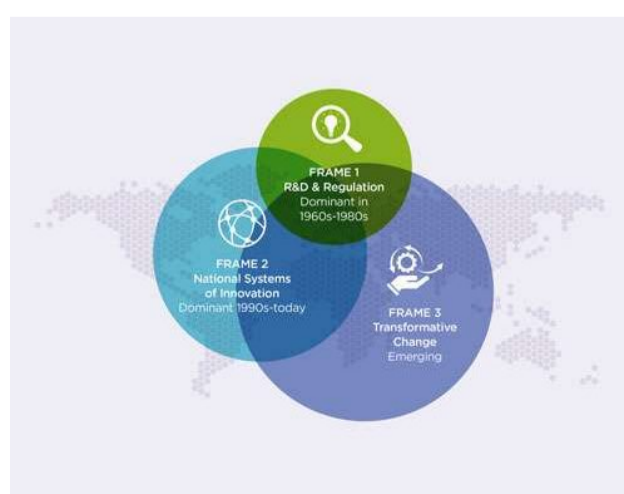 FRAME 1
R&D & Regulation
Dominant in
1960s-1980s
FRAME 2
National Systems
of Innovation
Dominant 1990s-today
FRAME 3
Transformative
Change
Emerging